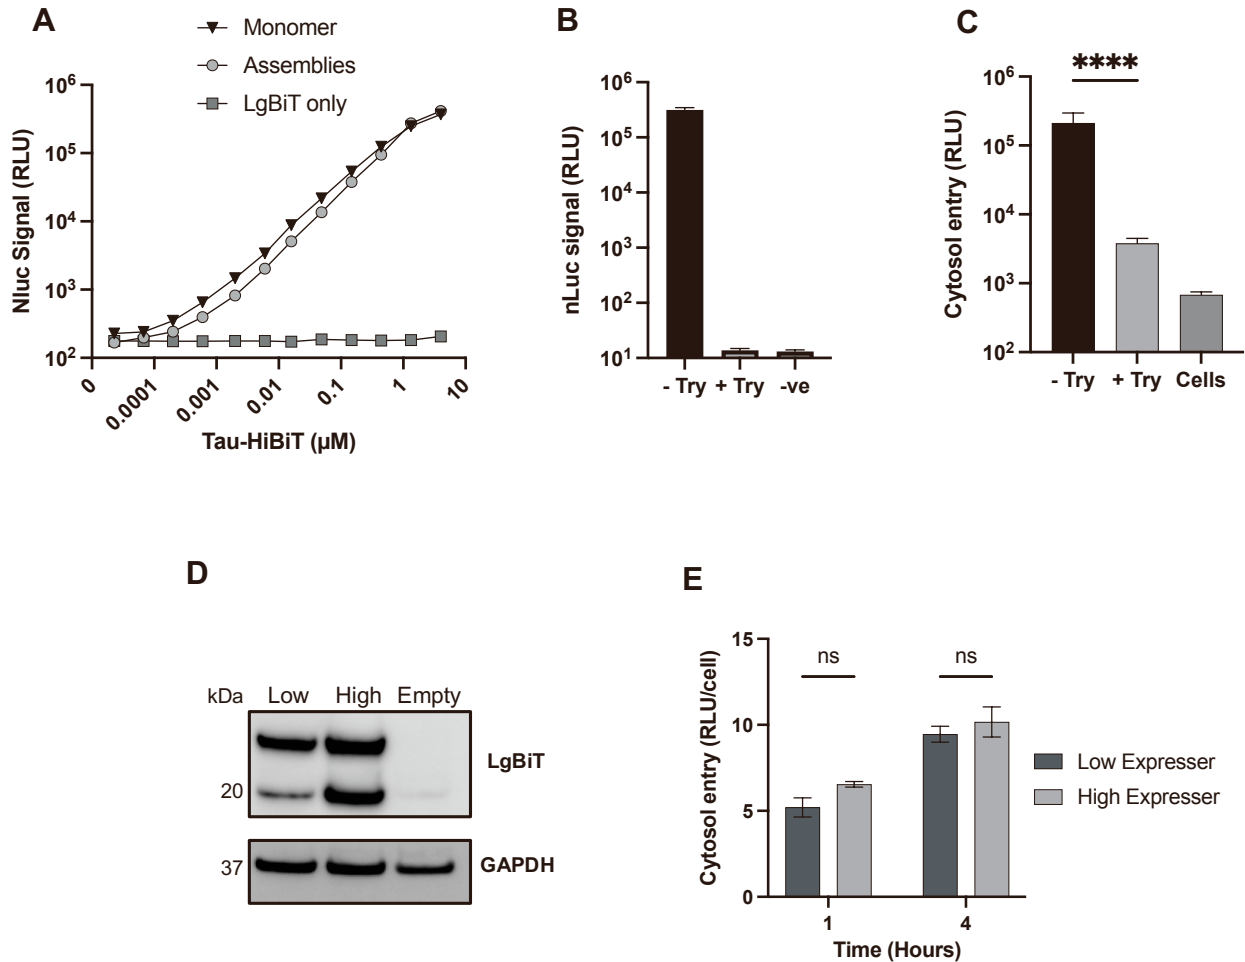 A
Monomer
Assemblies
LgBiT only
10^6
10^5
10^4
10^3
10^2
Nluc Signal (RLU)
0
0.0001
0.001
0.01
0.1
1
10
Tau-HiBiT (µM)
B
10^6
10^5
10^4
10^3
10^2
10^1
nLuc signal (RLU)
- Try + Try -ve
C
****
10^6
10^5
10^4
10^3
10^2
Cytosol entry (RLU)
- Try + Try Cells
D
kDa Low High Empty
20
LgBiT
37
GAPDH
E
15
10
5
0
Cytosol entry (RLU/cell)
ns ns
Low Expresser
High Expresser
1 4
Time (Hours)